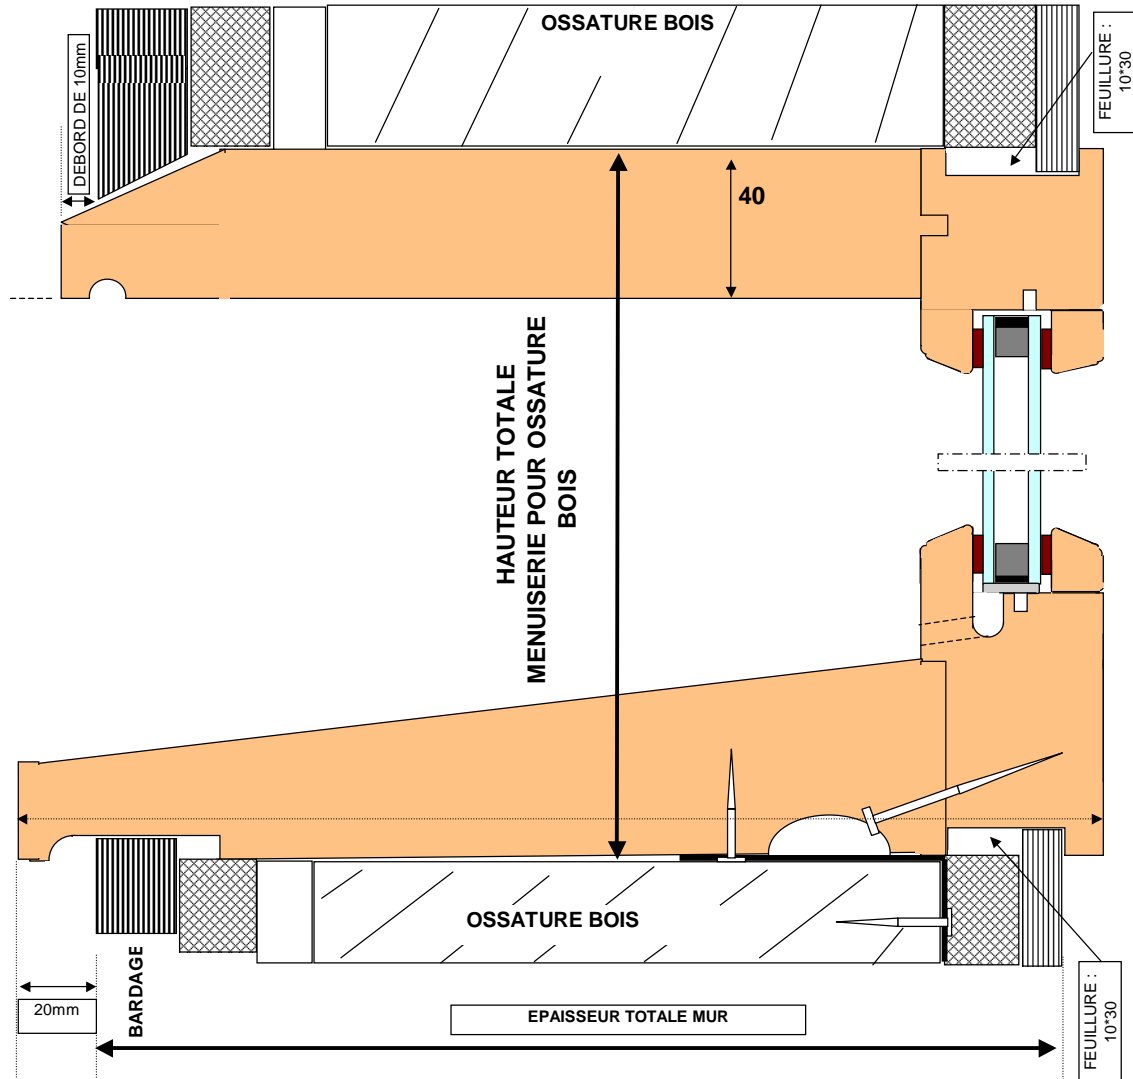 OSSATURE BOIS
DEBORD DE 10mm
FEUILLURE :
10*30
40
HAUTEUR TOTALE
MENUISERIE POUR OSSATURE
BOIS
OSSATURE BOIS
BARDAGE
20mm
EPAISSEUR TOTALE MUR
FEUILLURE :
10*30